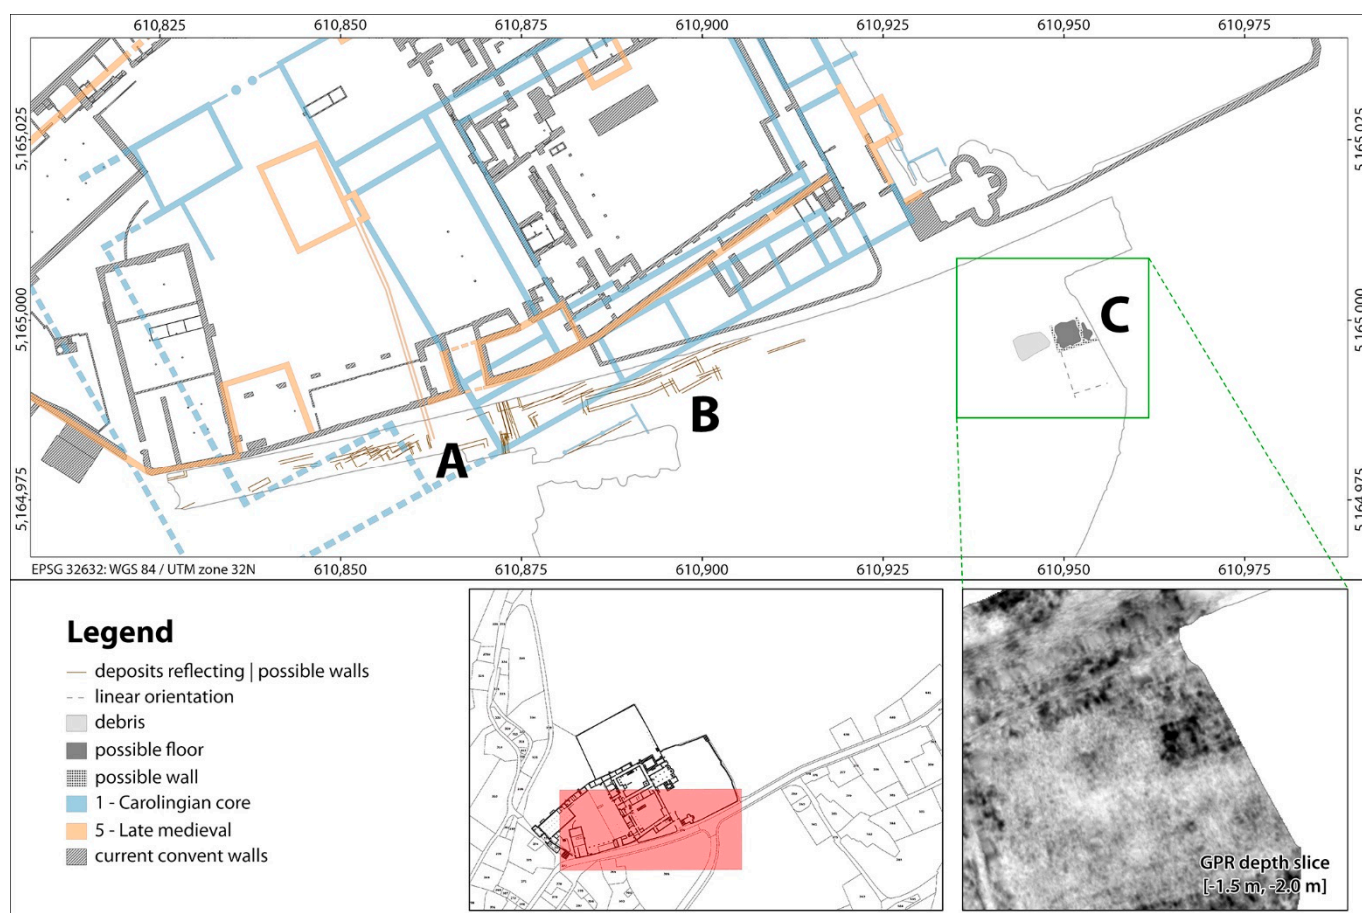 610,825 610,850 610,875 610,900 610,925 610,950 610,975
5,165,025 5,165,025
5,165,000 5,165,000
C
B
A
5,164,975 5,164,975
EPSG 32632: WGS 84 / UTM zone 32N 610,850 610,875 610,900 610,925 610,950 610,975
Legend
deposits reflecting | possible walls
linear orientation
debris
possible floor
possible wall
1 - Carolingian core
5 - Late medieval
current convent walls
GPR depth slice
[-1.5 m, -2.0 m]